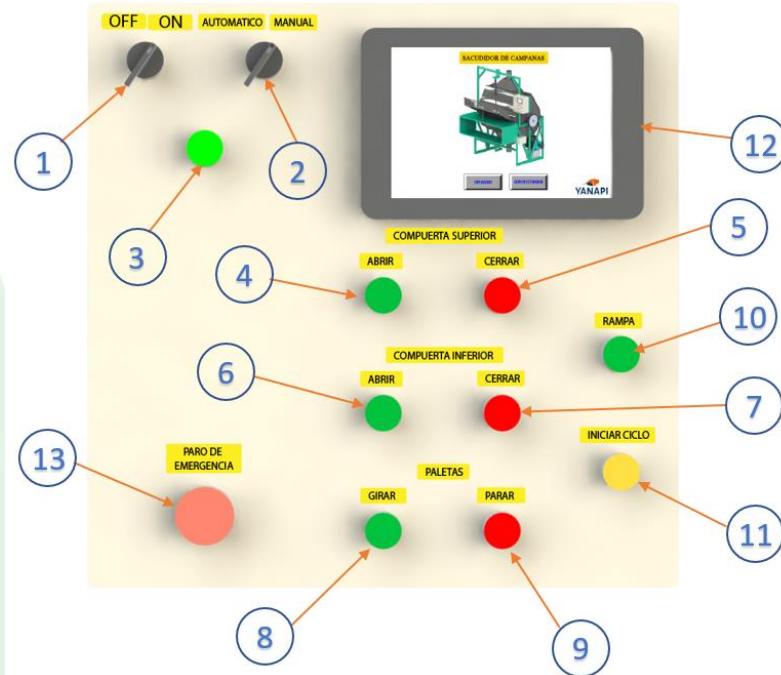 OFF ON AUTOMATICO MANUAL
SACUDIDOR DE CAMPANAS
YANAPI
1
2
12
3
COMPUERTA SUPERIOR
5
ABRIR CERRAR
4
RAMPA
10
COMPUERTA INFERIOR
6
ABRIR CERRAR
7
INICIAR CICLO
13
PARO DE
EMERGENCIA
PALETAS
GIRAR PARAR
11
8
9